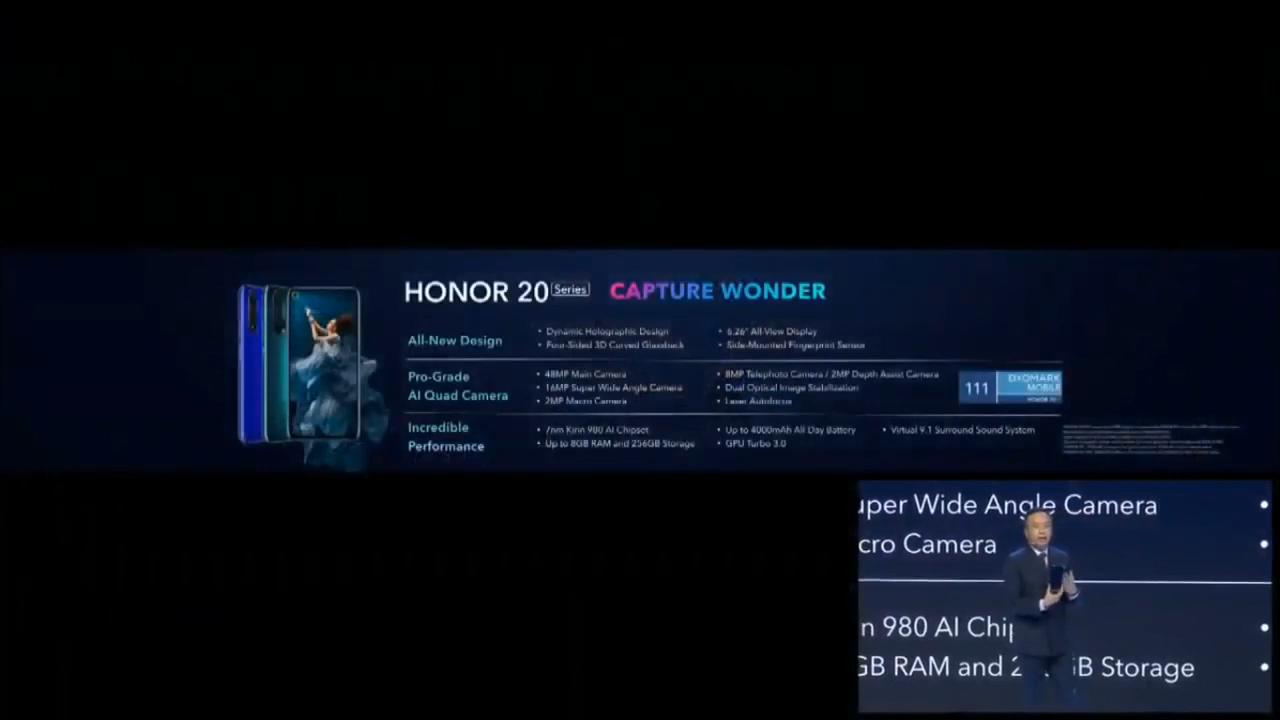 HONOR 20 Series CAPTURE WONDER
All-New Design
• Dynamic Holographic Design
• Four-Sided 3D Curved Glassback
• 6.26" All-View Display
• Side-Mounted Fingerprint Sensor
Pro-Grade
AI Quad Camera
• 48MP Main Camera
• 16MP Super Wide Angle Camera
• 2MP Macro Camera
• 8MP Telephoto Camera / 2MP Depth Assist Camera
• Dual Optical Image Stabilization
• Laser Autofocus
111 DXOMARK
MOBILE
Incredible
Performance
• 7nm Kirin 980 AI Chipset
• Up to 8GB RAM and 256GB Storage
• Up to 4000mAh All Day Battery
• GPU Turbo 3.0
• Virtual 9.1 Surround Sound System
uper Wide Angle Camera
cro Camera
n 980 AI Chip
GB RAM and 2 GB Storage